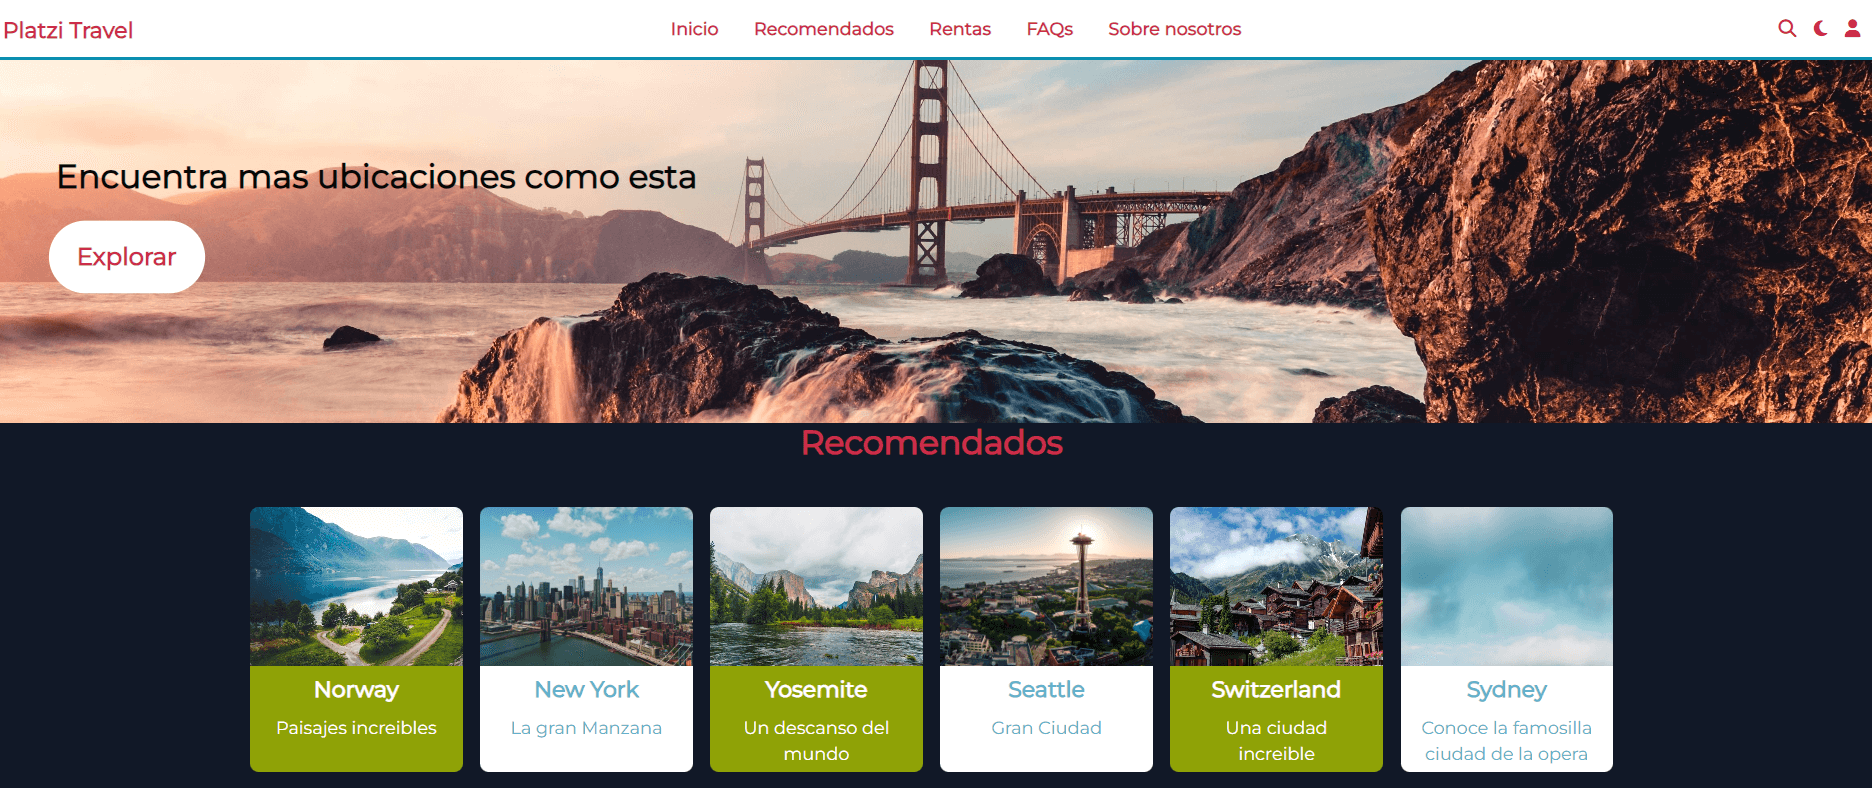 Platzi Travel
Inicio Recomendados Rentas FAQs Sobre nosotros
Encuentra mas ubicaciones como esta
Explorar
Recomendados
Norway
Paisajes increibles
New York
La gran Manzana
Yosemite
Un descanso del
mundo
Seattle
Gran Ciudad
Switzerland
Una ciudad
increible
Sydney
Conoce la famosilla
ciudad de la opera